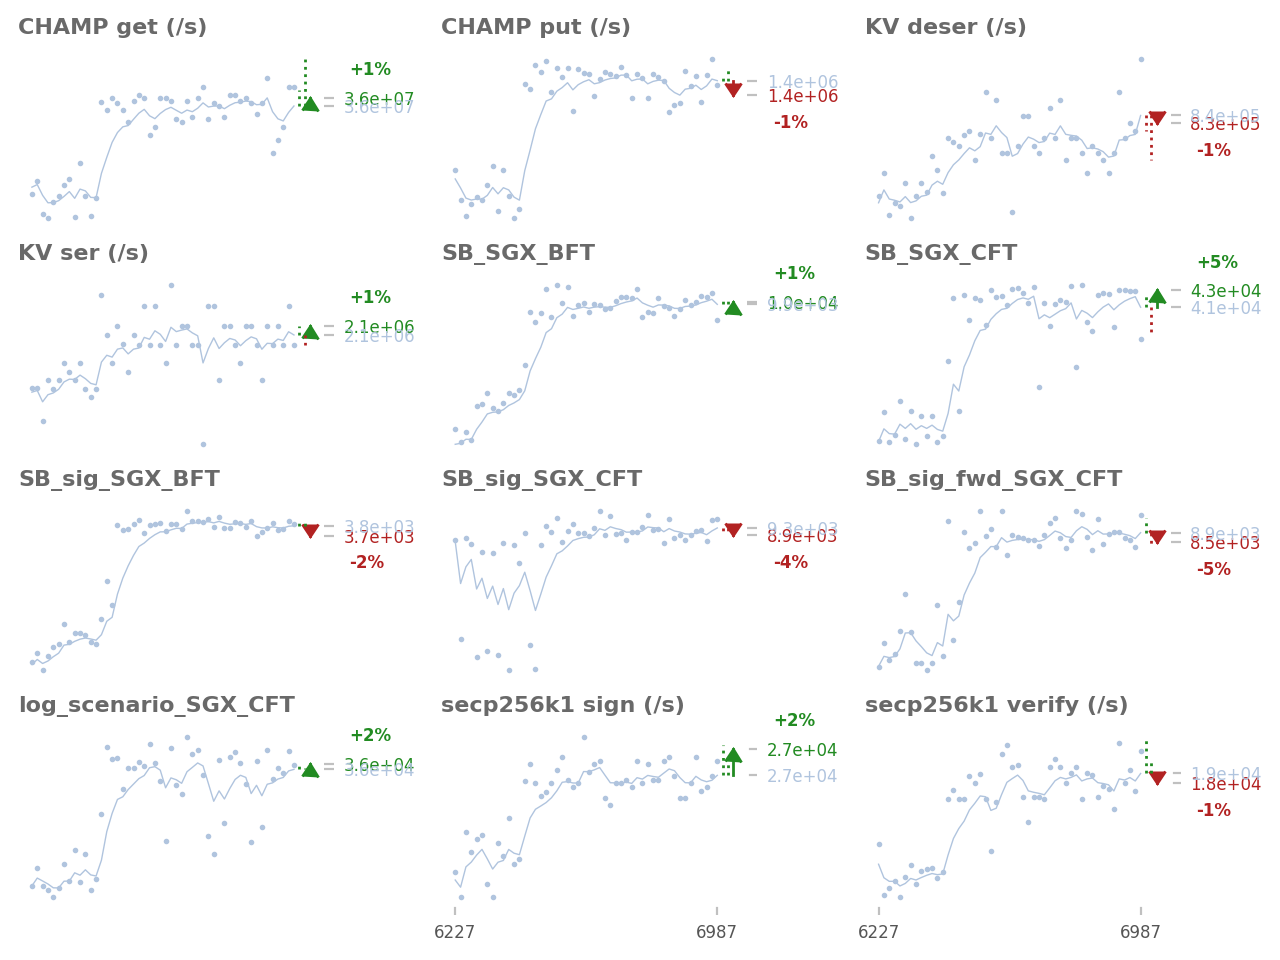 CHAMP get (/s)
+1%
3.6e+07
3.6e+07
CHAMP put (/s)
1.4e+06
1.4e+06
-1%
KV deser (/s)
8.4e+05
8.3e+05
-1%
KV ser (/s)
+1%
2.1e+06
2.1e+06
SB_SGX_BFT
+1%
1.0e+04
SB_SGX_CFT
+5%
4.3e+04
4.1e+04
SB_sig_SGX_BFT
3.8e+03
3.7e+03
-2%
SB_sig_SGX_CFT
9.3e+03
8.9e+03
-4%
SB_sig_fwd_SGX_CFT
8.9e+03
8.5e+03
-5%
log_scenario_SGX_CFT
+2%
3.6e+04
3.6e+04
secp256k1 sign (/s)
+2%
2.7e+04
2.7e+04
6227
6987
secp256k1 verify (/s)
1.9e+04
1.8e+04
-1%
6227
6987